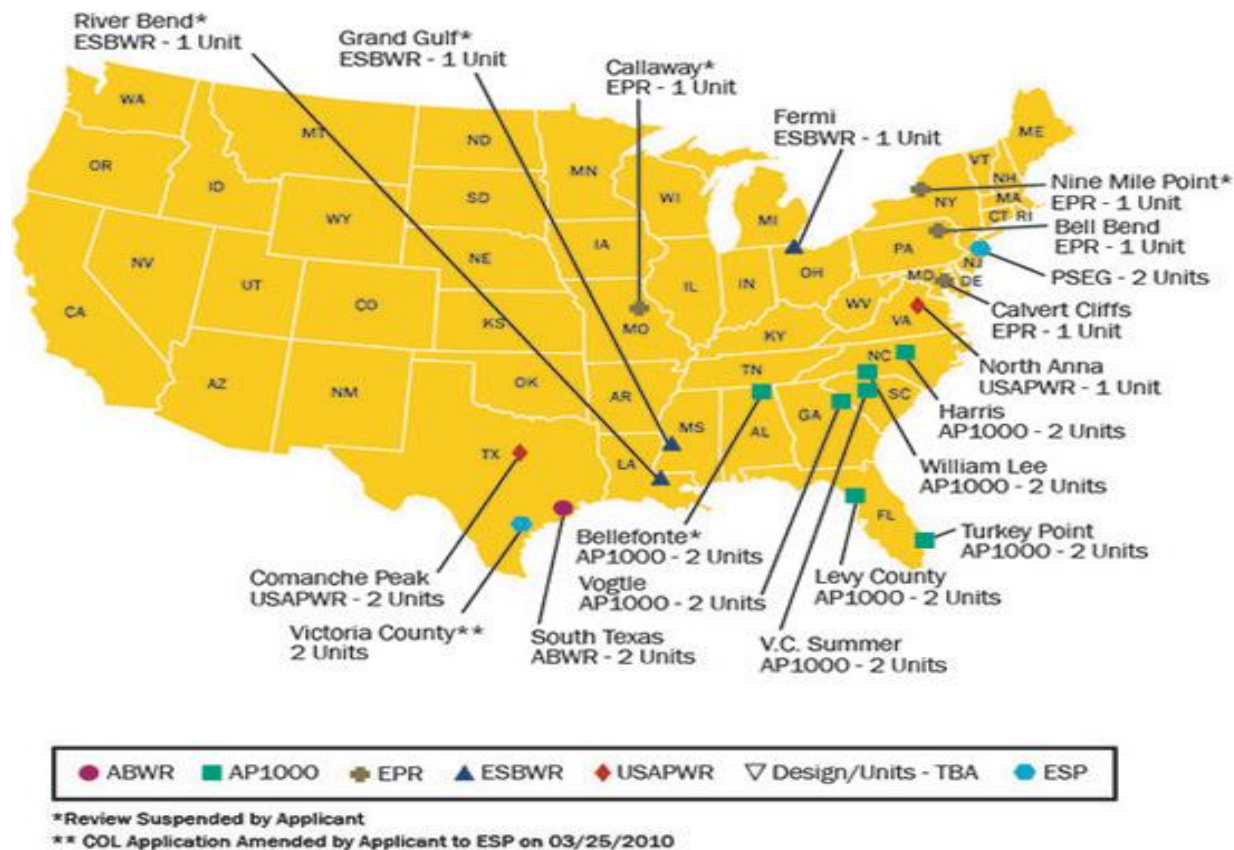 River Bend*
ESBWR - 1 Unit
Grand Gulf*
ESBWR - 1 Unit
Callaway*
EPR - 1 Unit
Fermi
ESBWR - 1 Unit
Nine Mile Point*
EPR - 1 Unit
Bell Bend
EPR - 1 Unit
PSEG - 2 Units
Calvert Cliffs
EPR - 1 Unit
North Anna
USAPWR - 1 Unit
Harris
AP1000 - 2 Units
William Lee
AP1000 - 2 Units
Turkey Point
AP1000 - 2 Units
Levy County
AP1000 - 2 Units
V.C. Summer
AP1000 - 2 Units
Bellefonte*
AP1000 - 2 Units
Vogtle
AP1000 - 2 Units
South Texas
ABWR - 2 Units
Comanche Peak
USAPWR - 2 Units
Victoria County**
2 Units
WA
MT
ND
MN
OR
ID
SD
WI
MI
WY
NE
IA
NV
UT
CO
KS
MO
IL
IN
OH
PA
NY
VT
NH
ME
MA
CT RI
NJ
MD
DE
WV
VA
KY
CA
AZ
NM
OK
AR
TN
NC
SC
TX
LA
MS
AL
GA
FL
ABWR AP1000 EPR ESBWR USAPWR Design/Units - TBA ESP
*Review Suspended by Applicant
** COL Application Amended by Applicant to ESP on 03/25/2010